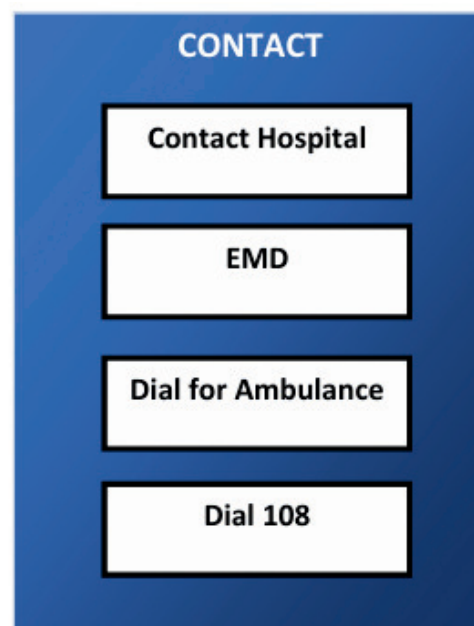 CONTACT
Contact Hospital
EMD
Dial for Ambulance
Dial 108